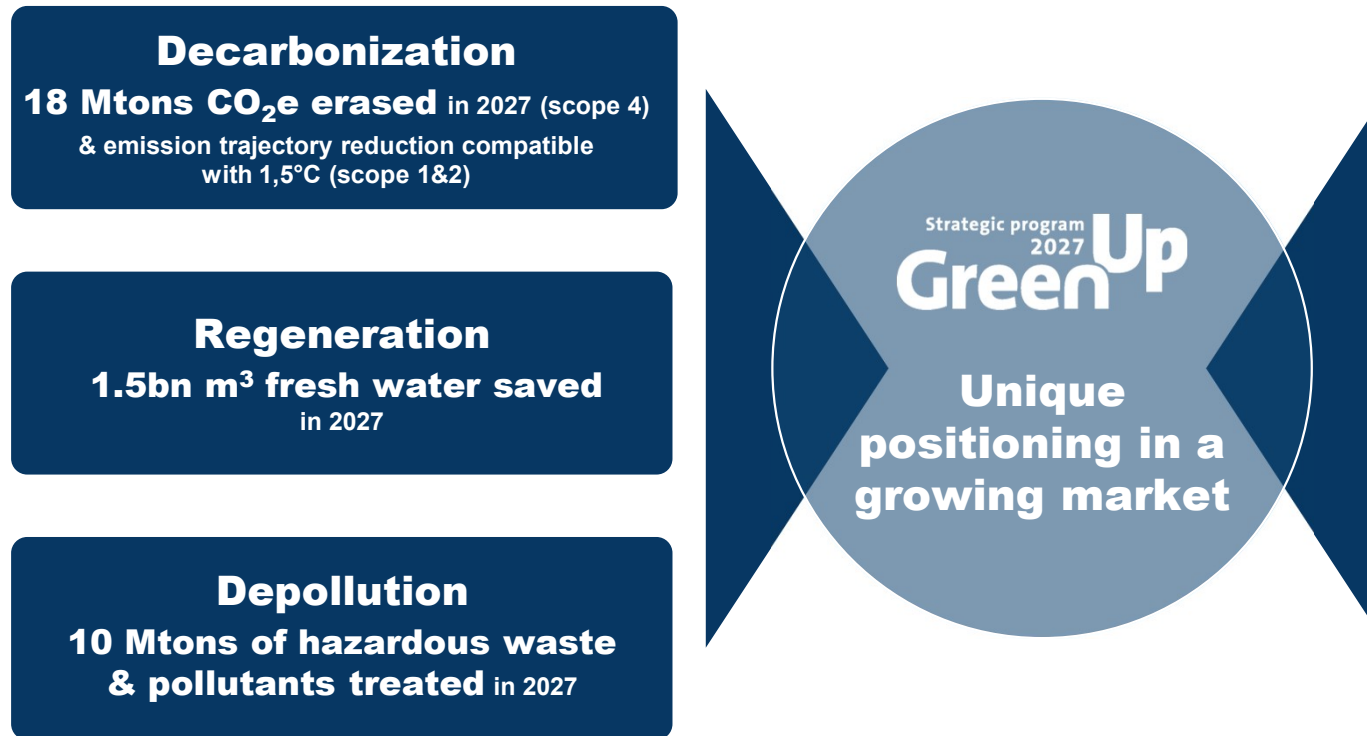 Decarbonization
18 Mtons CO₂e erased in 2027 (scope 4)
& emission trajectory reduction compatible
with 1,5°C (scope 1&2)
Regeneration
1.5bn m³ fresh water saved
in 2027
Depollution
10 Mtons of hazardous waste
& pollutants treated in 2027
Strategic program
2027
GreenUp
Unique
positioning in a
growing market